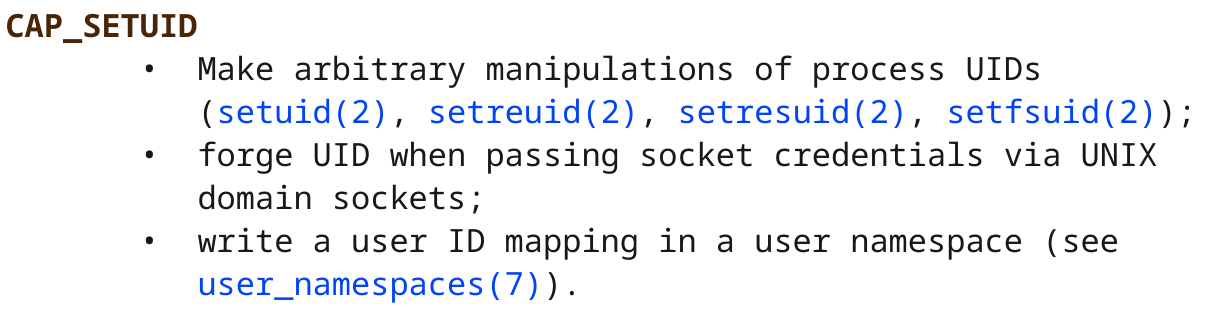 CAP_SETUID
• Make arbitrary manipulations of process UIDs
(setuid(2), setreuid(2), setresuid(2), setfsuid(2));
• forge UID when passing socket credentials via UNIX
domain sockets;
• write a user ID mapping in a user namespace (see
user_namespaces(7)).